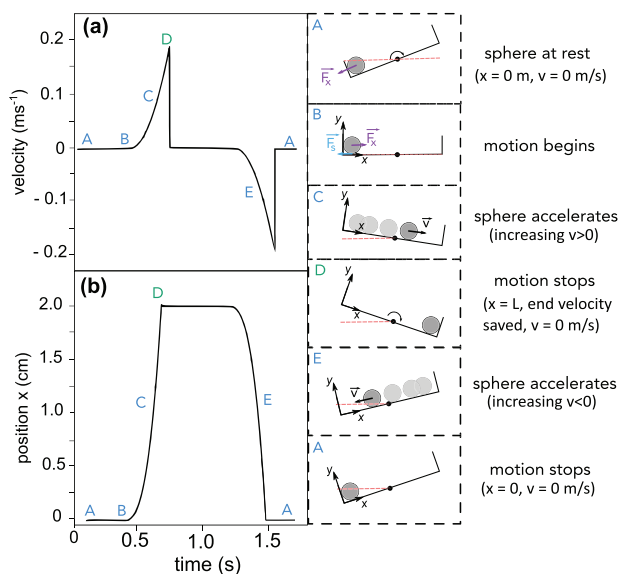 (a)
velocity (ms⁻¹)
0.2
0.1
0
- 0.1
- 0.2
A
B
C
D
E
A
(b)
position x (cm)
2.0
1.5
1.0
0.5
0
A
B
C
D
E
A
0
0.5
1.0
1.5
time (s)
A
Fx
sphere at rest
(x = 0 m, v = 0 m/s)
B
y
Fs
Fx
x
motion begins
C
y
x
v
sphere accelerates
(increasing v>0)
D
y
x
motion stops
(x = L, end velocity
saved, v = 0 m/s)
E
y
v
x
sphere accelerates
(increasing v<0)
A
y
x
motion stops
(x = 0, v = 0 m/s)